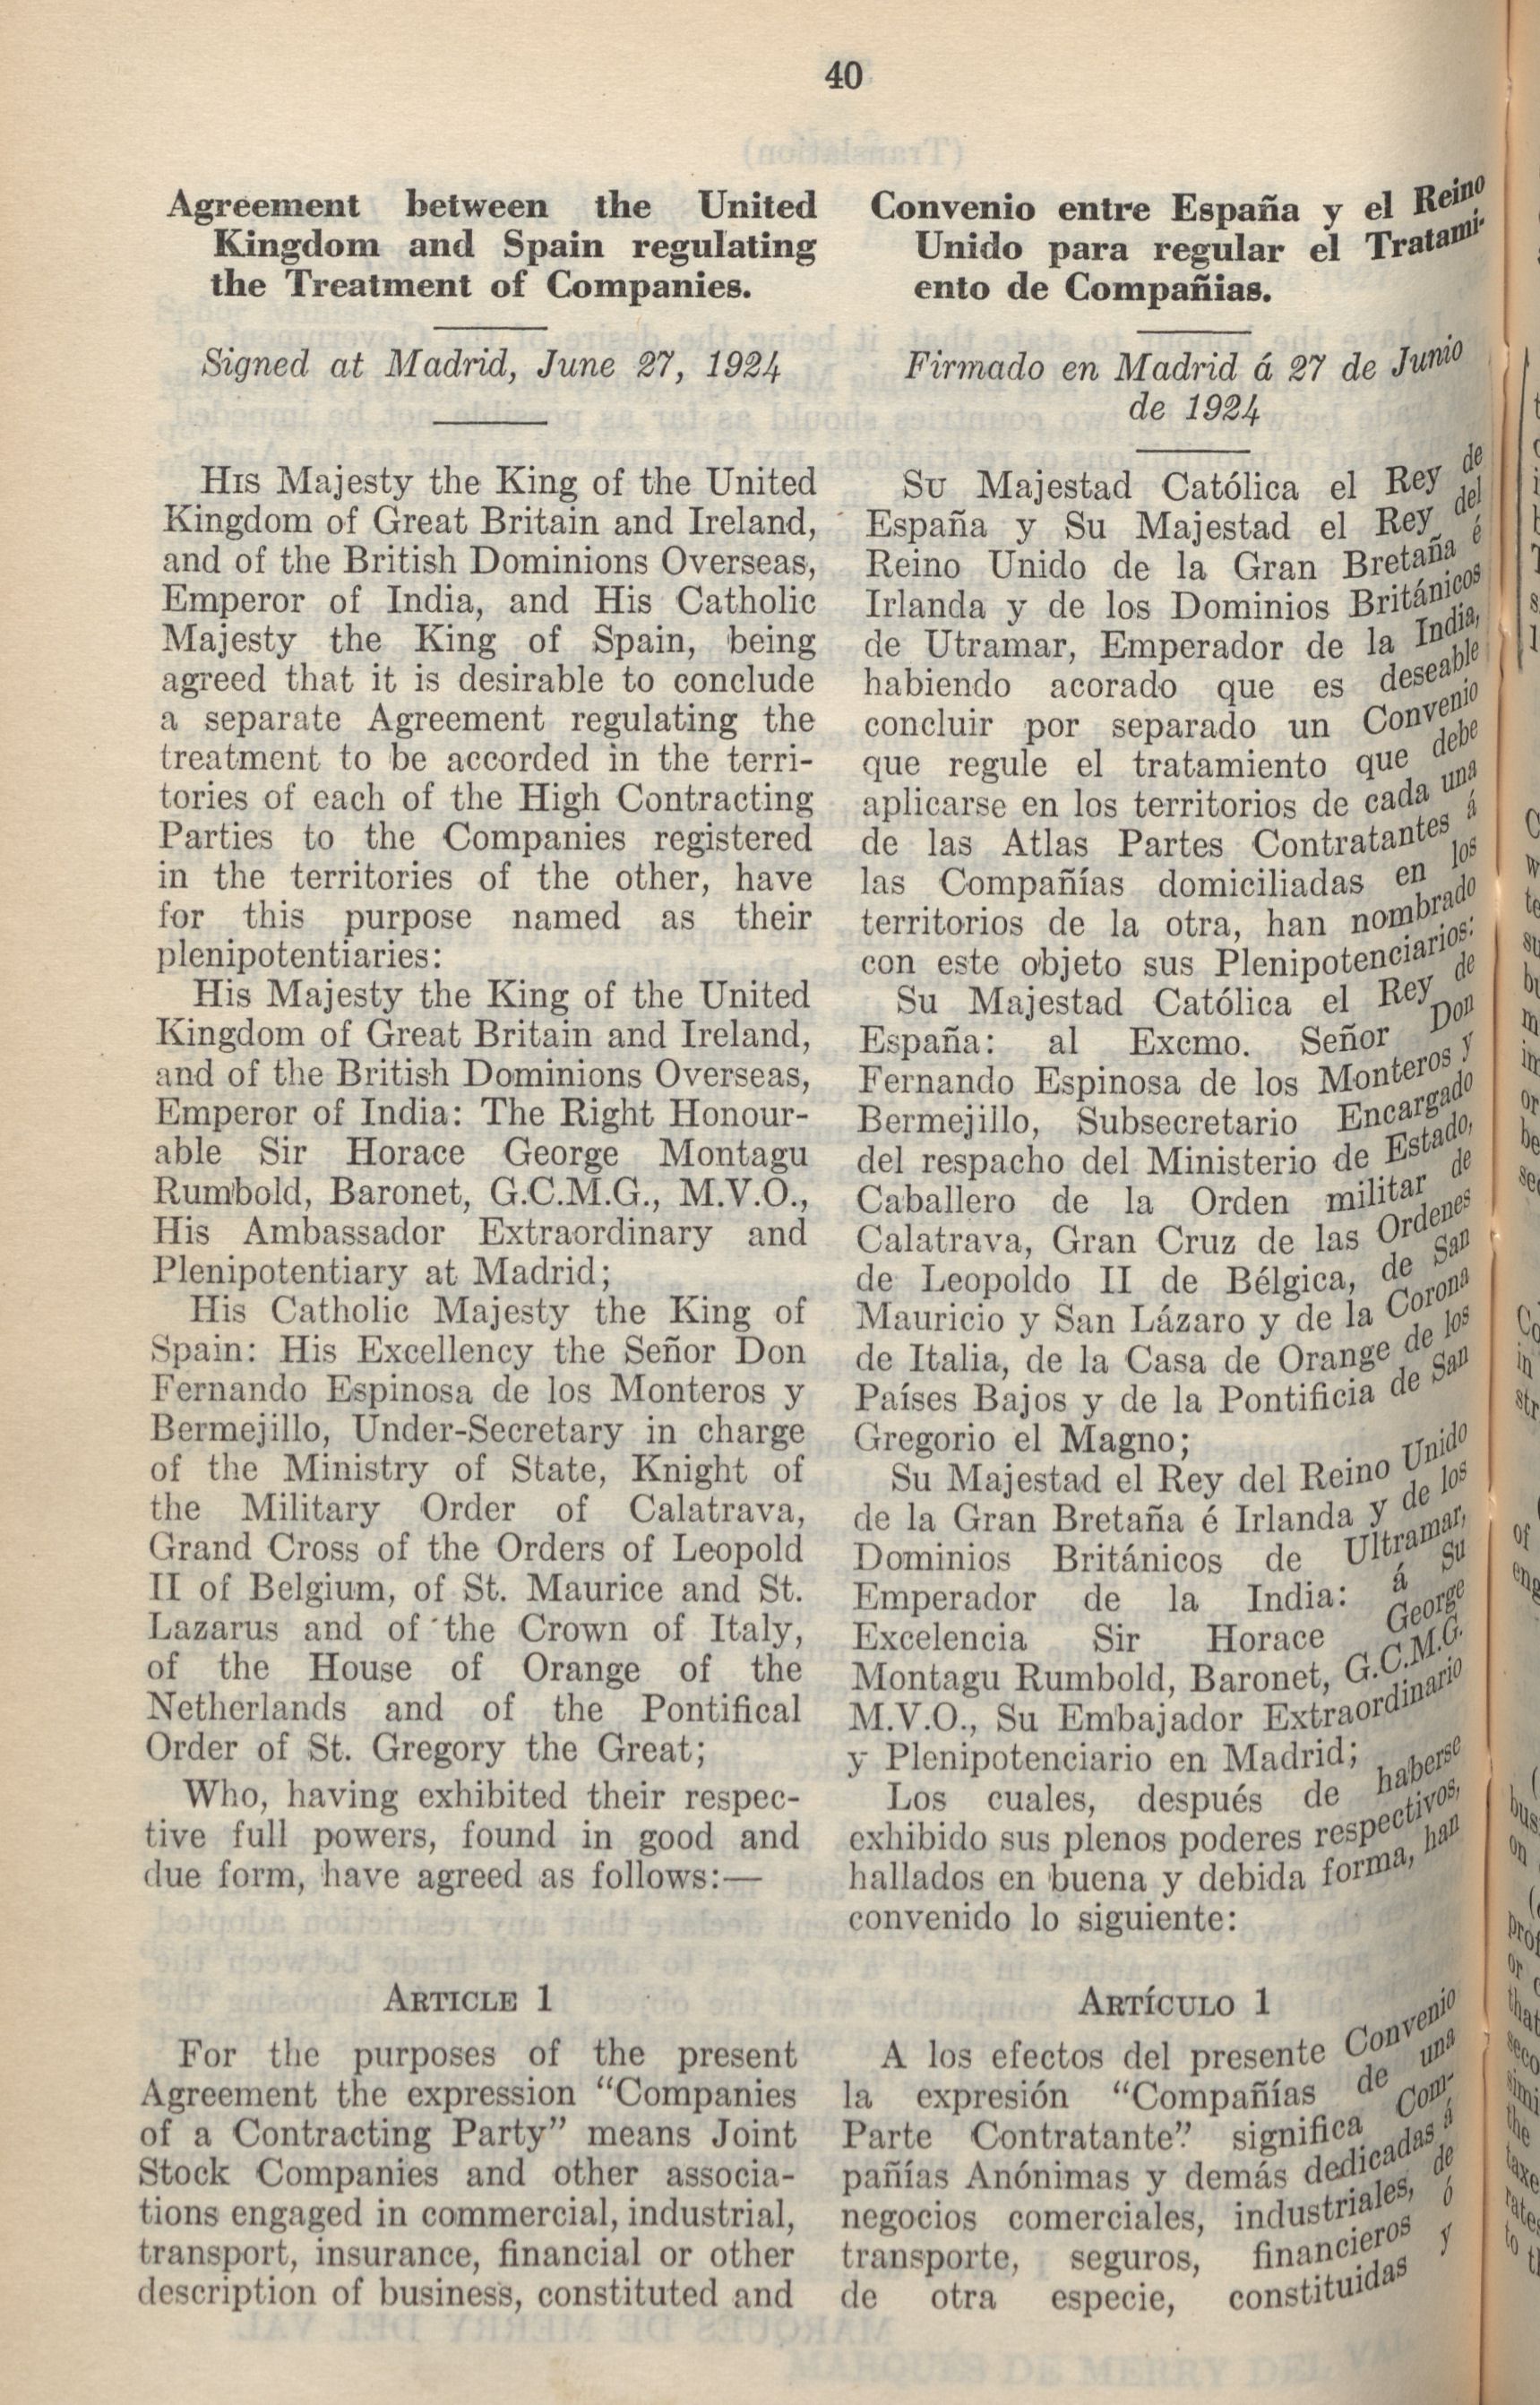 40
Agreement between the United
Kingdom and Spain regulating
the Treatment of Companies.
Signed at Madrid, June 27, 1924
His Majesty the King of the United
Kingdom of Great Britain and Ireland,
and of the British Dominions Overseas,
Emperor of India, and His Catholic
Majesty the King of Spain, being
agreed that it is desirable to conclude
a separate Agreement regulating the
treatment to be accorded in the terri-
tories of each of the High Contracting
Parties to the Companies registered
in the territories of the other, have
for this purpose named as their
plenipotentiaries:
His Majesty the King of the United
Kingdom of Great Britain and Ireland,
and of the British Dominions Overseas,
Emperor of India: The Right Honour-
able Sir Horace George Montagu
Rumbold, Baronet, G.C.M.G., M.V.O.,
His Ambassador Extraordinary and
Plenipotentiary at Madrid;
His Catholic Majesty the King of
Spain: His Excellency the Señor Don
Fernando Espinosa de los Monteros y
Bermejillo, Under-Secretary in charge
of the Ministry of State, Knight of
the Military Order of Calatrava,
Grand Cross of the Orders of Leopold
II of Belgium, of St. Maurice and St.
Lazarus and of the Crown of Italy,
of the House of Orange of the
Netherlands and of the Pontifical
Order of St. Gregory the Great;
Who, having exhibited their respec-
tive full powers, found in good and
due form, have agreed as follows:—
ARTICLE 1
For the purposes of the present
Agreement the expression “Companies
of a Contracting Party” means Joint
Stock Companies and other associa-
tions engaged in commercial, industrial,
transport, insurance, financial or other
description of business, constituted and
Convenio entre España y el Reino
Unido para regular el Tratami-
ento de Compañias.
Firmado en Madrid á 27 de Junio
de 1924
Su Majestad Católica el Rey de
España y Su Majestad el Rey del
Reino Unido de la Gran Bretaña é
Irlanda y de los Dominios Británicos
de Utramar, Emperador de la India,
habiendo acorado que es deseable
concluir por separado un Convenio
que regule el tratamiento que debe
aplicarse en los territorios de cada una
de las Atlas Partes Contratantes á
las Compañías domiciliadas en los
territorios de la otra, han nombrado
con este objeto sus Plenipotenciarios:
Su Majestad Católica el Rey de
España: al Excmo. Señor Don
Fernando Espinosa de los Monteros y
Bermejillo, Subsecretario Encargado
del respacho del Ministerio de Estado,
Caballero de la Orden militar de
Calatrava, Gran Cruz de las Ordenes
de Leopoldo II de Bélgica, de San
Mauricio y San Lázaro y de la Corona
de Italia, de la Casa de Orange de los
Países Bajos y de la Pontificia de San
Gregorio el Magno;
Su Majestad el Rey del Reino Unido
de la Gran Bretaña é Irlanda y de los
Dominios Británicos de Ultramar,
Emperador de la India: á Su
Excelencia Sir Horace George
Montagu Rumbold, Baronet, G.C.M.G.
M.V.O., Su Embajador Extraordinario
y Plenipotenciario en Madrid;
Los cuales, después de haberse
exhibido sus plenos poderes respectivos,
hallados en buena y debida forma, han
convenido lo siguiente:
ARTÍCULO 1
A los efectos del presente Convenio
la expresión “Compañías de una
Parte Contratante” significa Com-
pañías Anónimas y demás dedicadas á
negocios comerciales, industriales, de
transporte, seguros, financieros ó
de otra especie, constituidas y